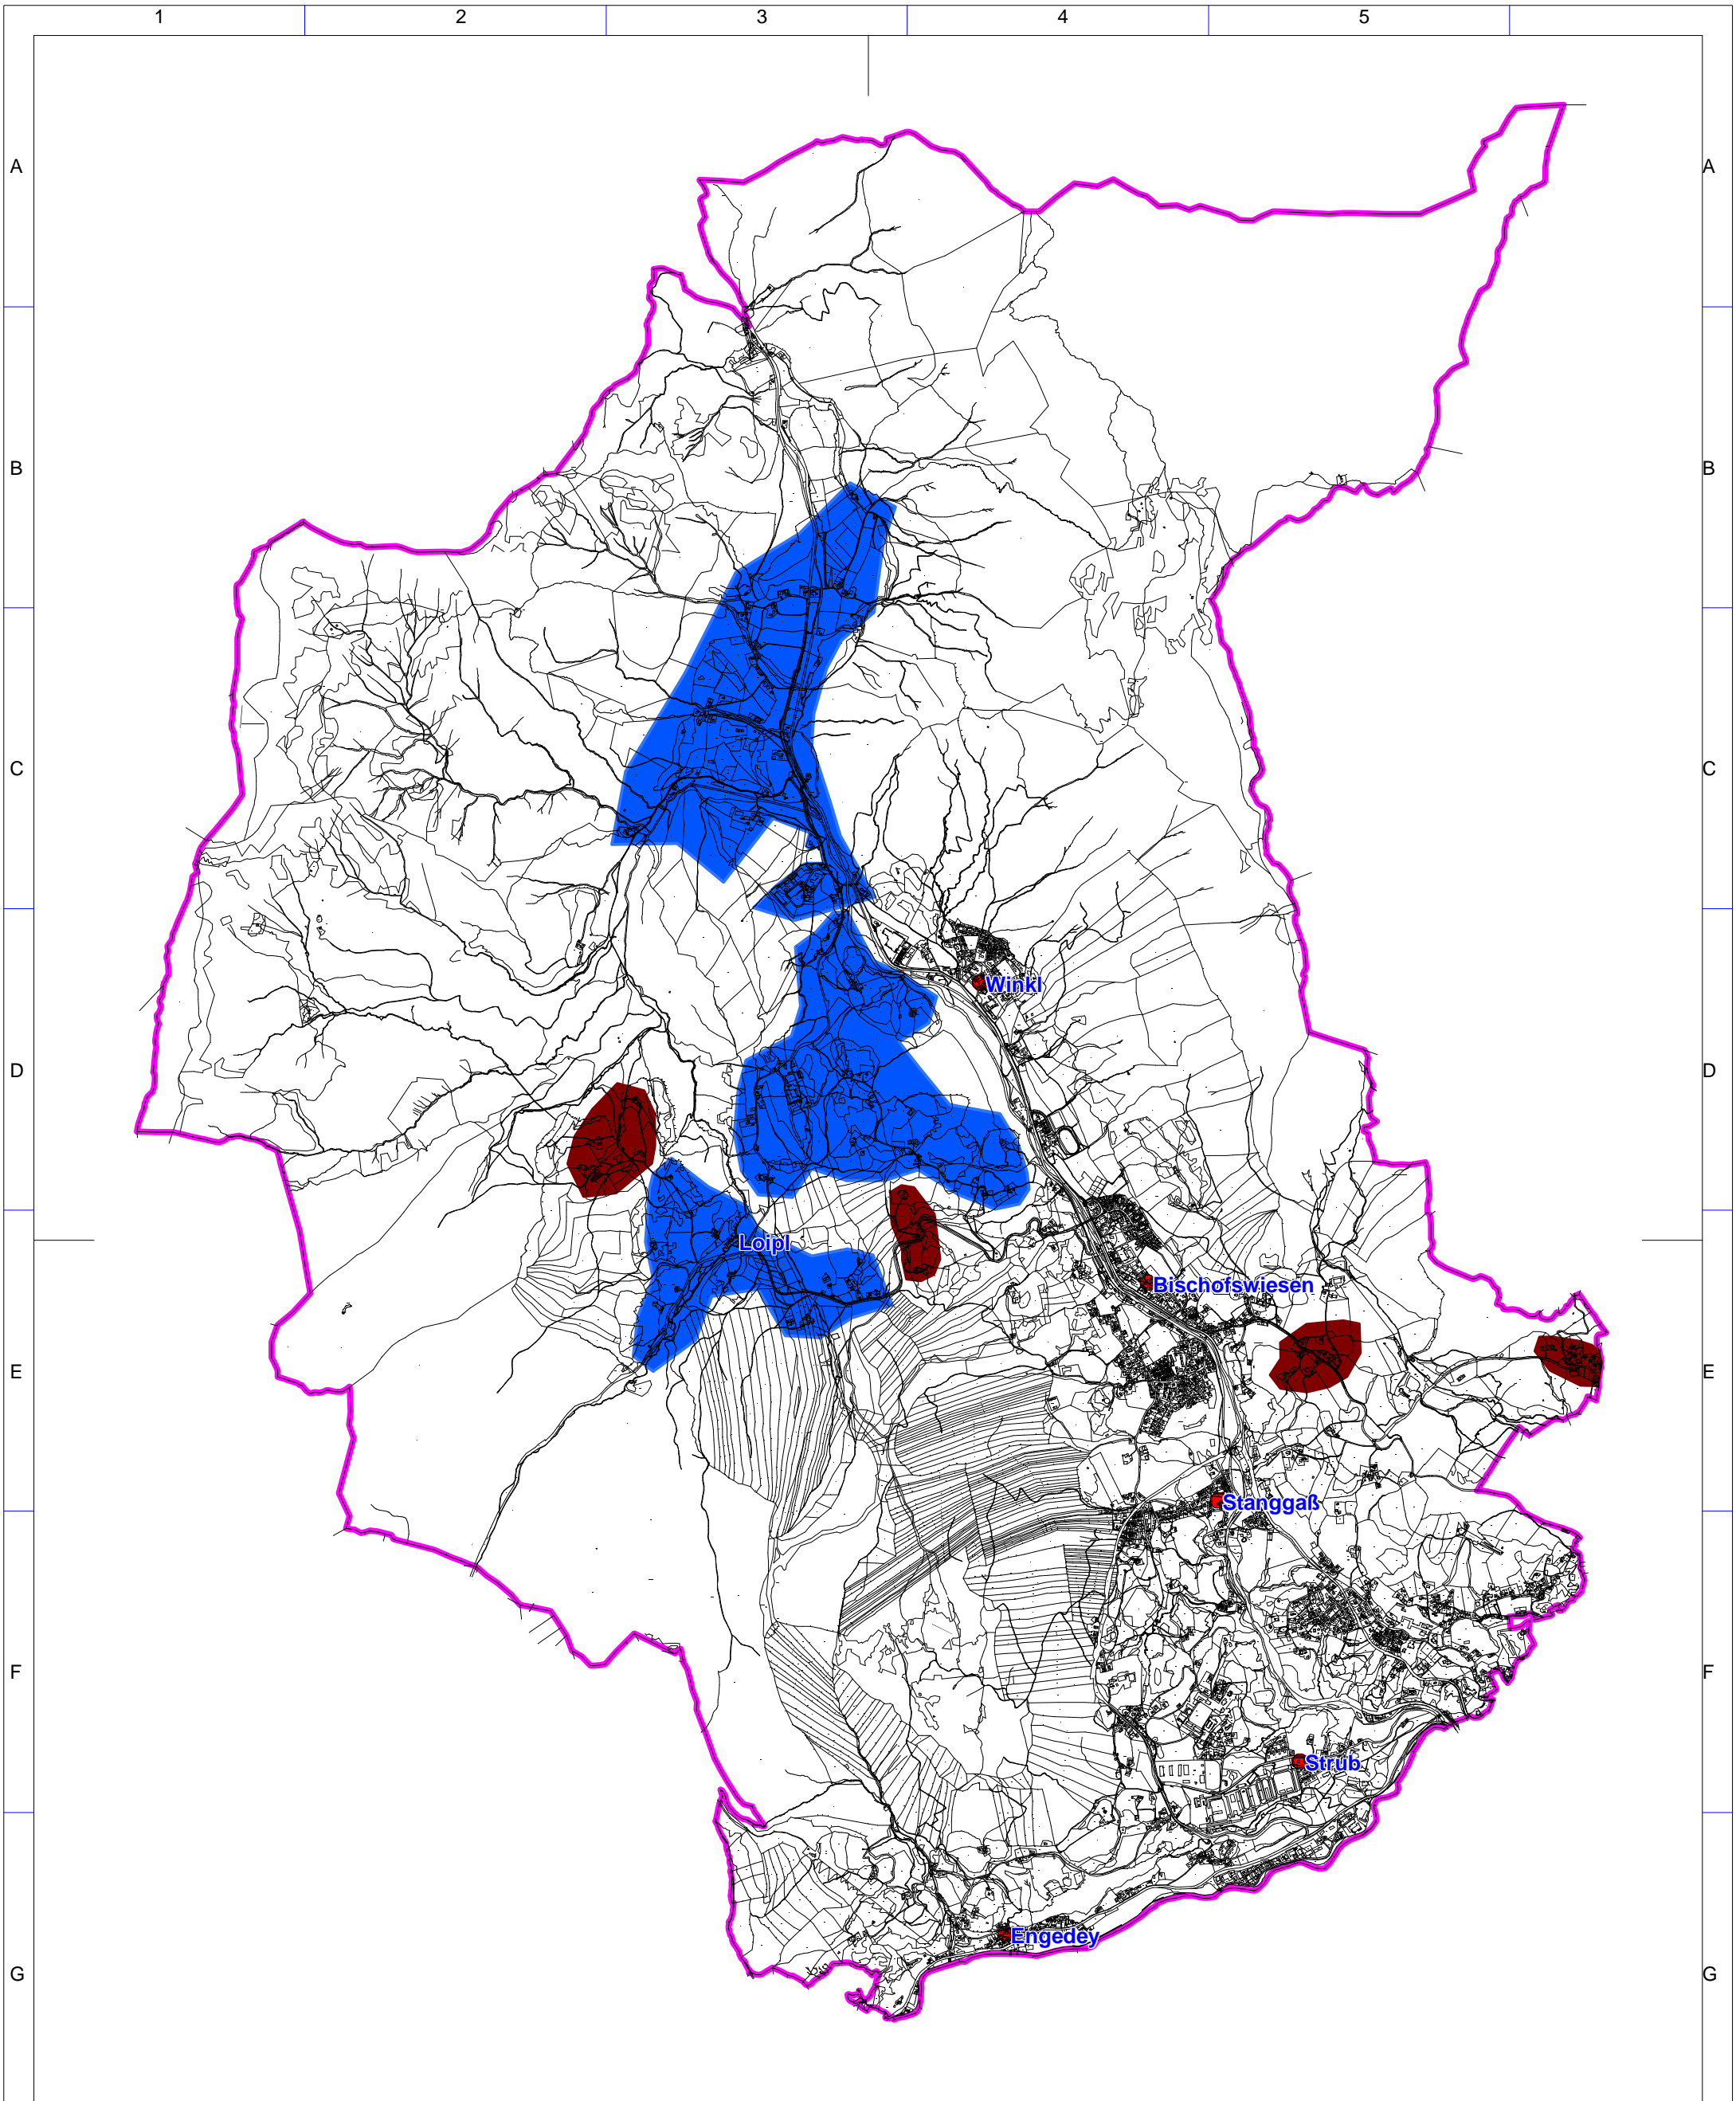 1 2 3 4 5
A A
B B
C C
Winkl
D D
Loipl
Bischofswiesen
E E
Stanggaß
F F
Strub
Engedey
G G